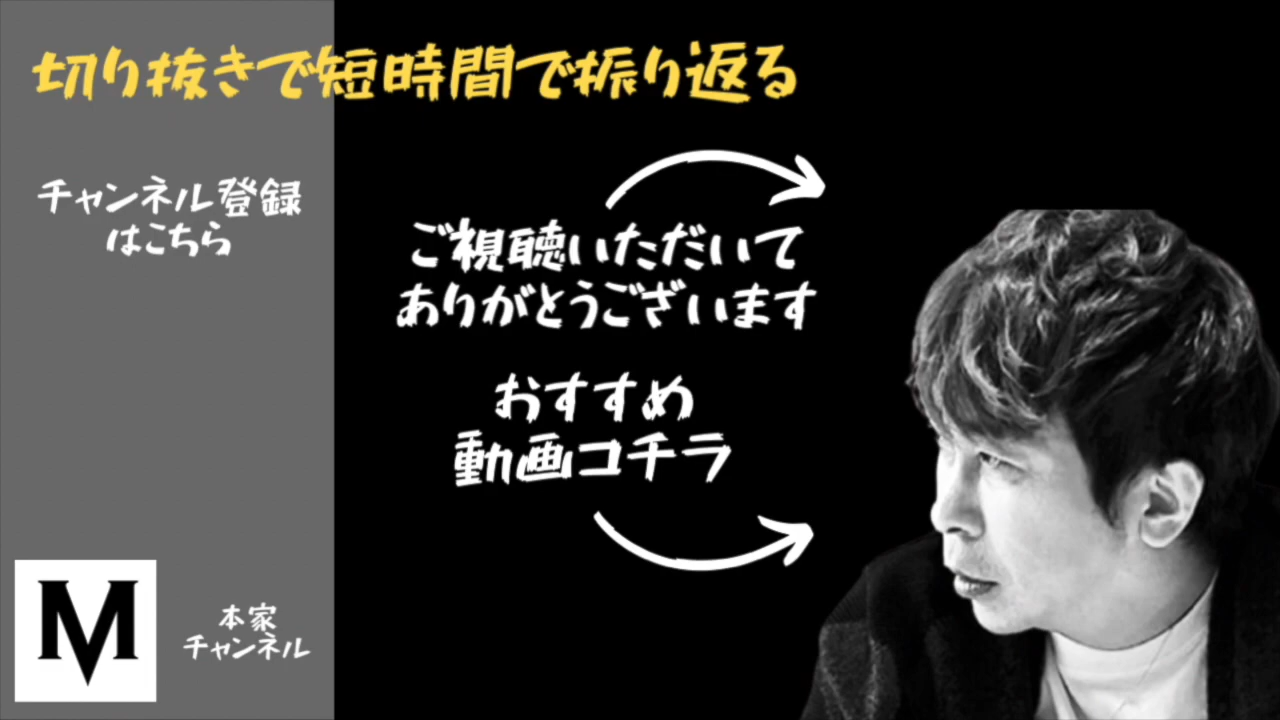 切り抜きで短時間で振り返る
チャンネル登録
はこちら
ご視聴いただいて
ありがとうございます
おすすめ
動画コチラ
M
本家
チャンネル